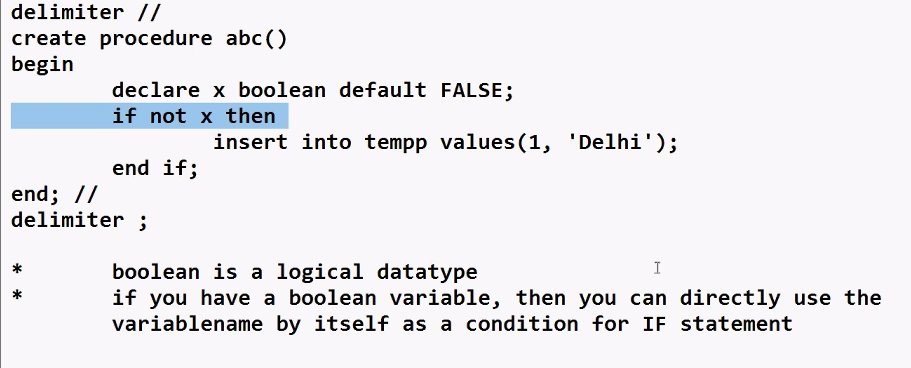 delimiter //
create procedure abc()
begin
declare x boolean default FALSE;
if not x then
insert into tempp values(1, 'Delhi');
end if;
end; //
delimiter ;
* boolean is a logical datatype
* if you have a boolean variable, then you can directly use the
variablename by itself as a condition for IF statement